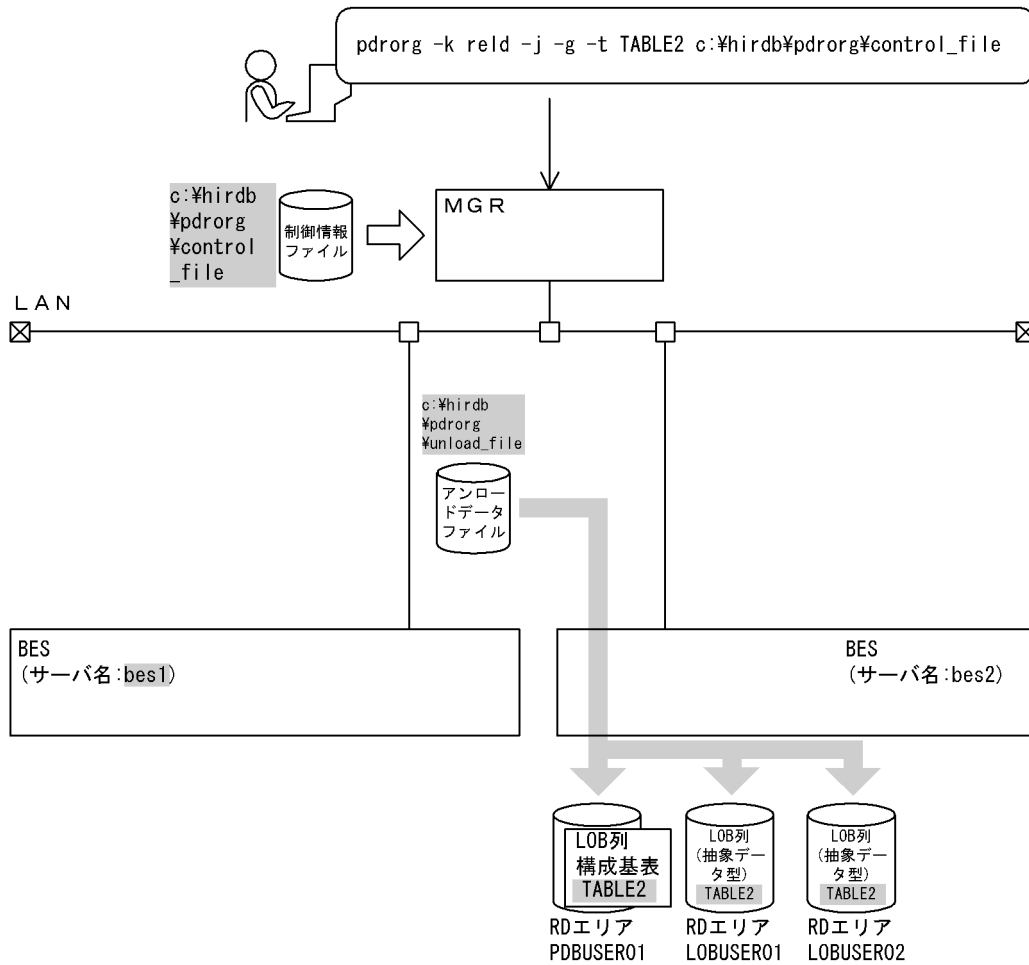 pdrorg -k reld -j -g -t TABLE2 c:¥hirdb¥pdrorg¥control_file
c:¥hirdb
¥pdrorg
¥control
_file
制御情報
ファイル
ＭＧＲ
ＬＡＮ
c:¥hirdb
¥pdrorg
¥unload_file
アンロー
ドデータ
ファイル
BES
(サーバ名:bes1)
BES
(サーバ名:bes2)
LOB列
構成基表
TABLE2
LOB列
(抽象デー
タ型)
TABLE2
LOB列
(抽象デー
タ型)
TABLE2
RDエリア
PDBUSER01
RDエリア
LOBUSER01
RDエリア
LOBUSER02